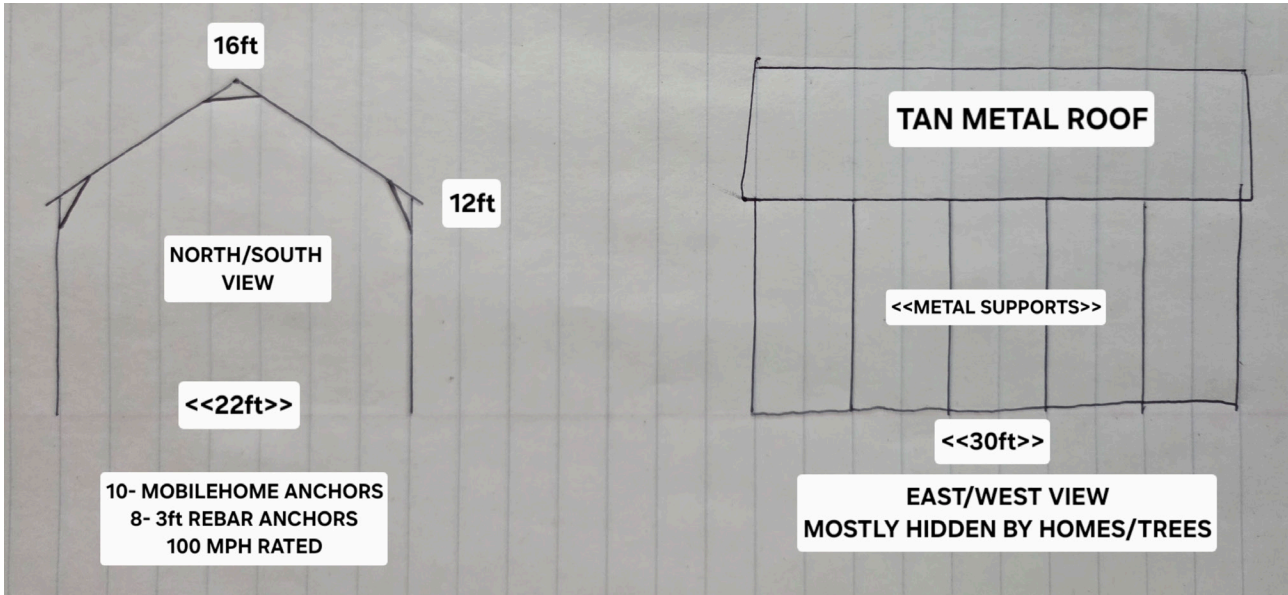 16ft
12ft
NORTH/SOUTH
VIEW
<<22ft>>
10- MOBILEHOME ANCHORS
8- 3ft REBAR ANCHORS
100 MPH RATED
TAN METAL ROOF
<<METAL SUPPORTS>>
<<30ft>>
EAST/WEST VIEW
MOSTLY HIDDEN BY HOMES/TREES